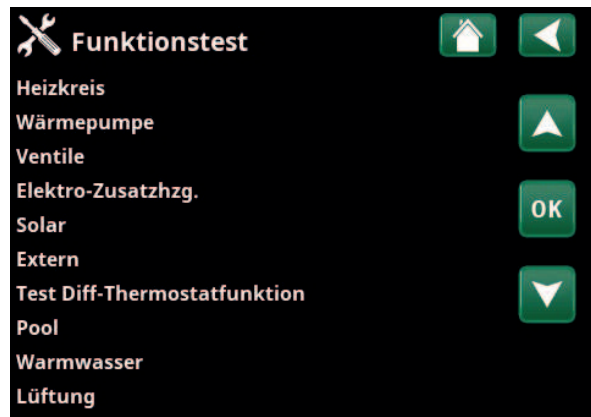 Funktionstest
Heizkreis
Wärmepumpe
Ventile
Elektro-Zusatzhzg.
Solar
Extern
Test Diff-Thermostatfunktion
Pool
Warmwasser
Lüftung
OK